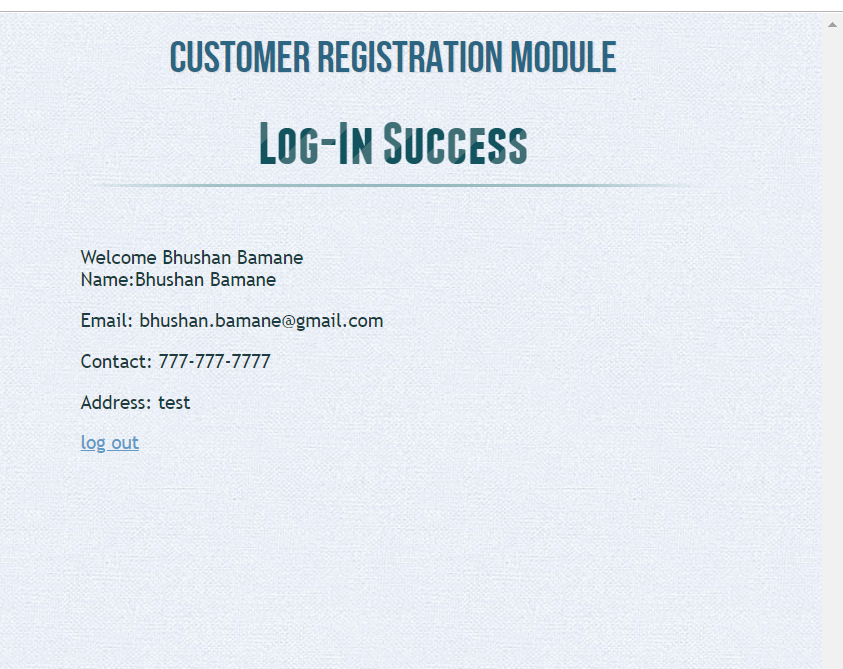 CUSTOMER REGISTRATION MODULE
Log-In Success
Welcome Bhushan Bamane
Name:Bhushan Bamane
Email: bhushan.bamane@gmail.com
Contact: 777-777-7777
Address: test
log out